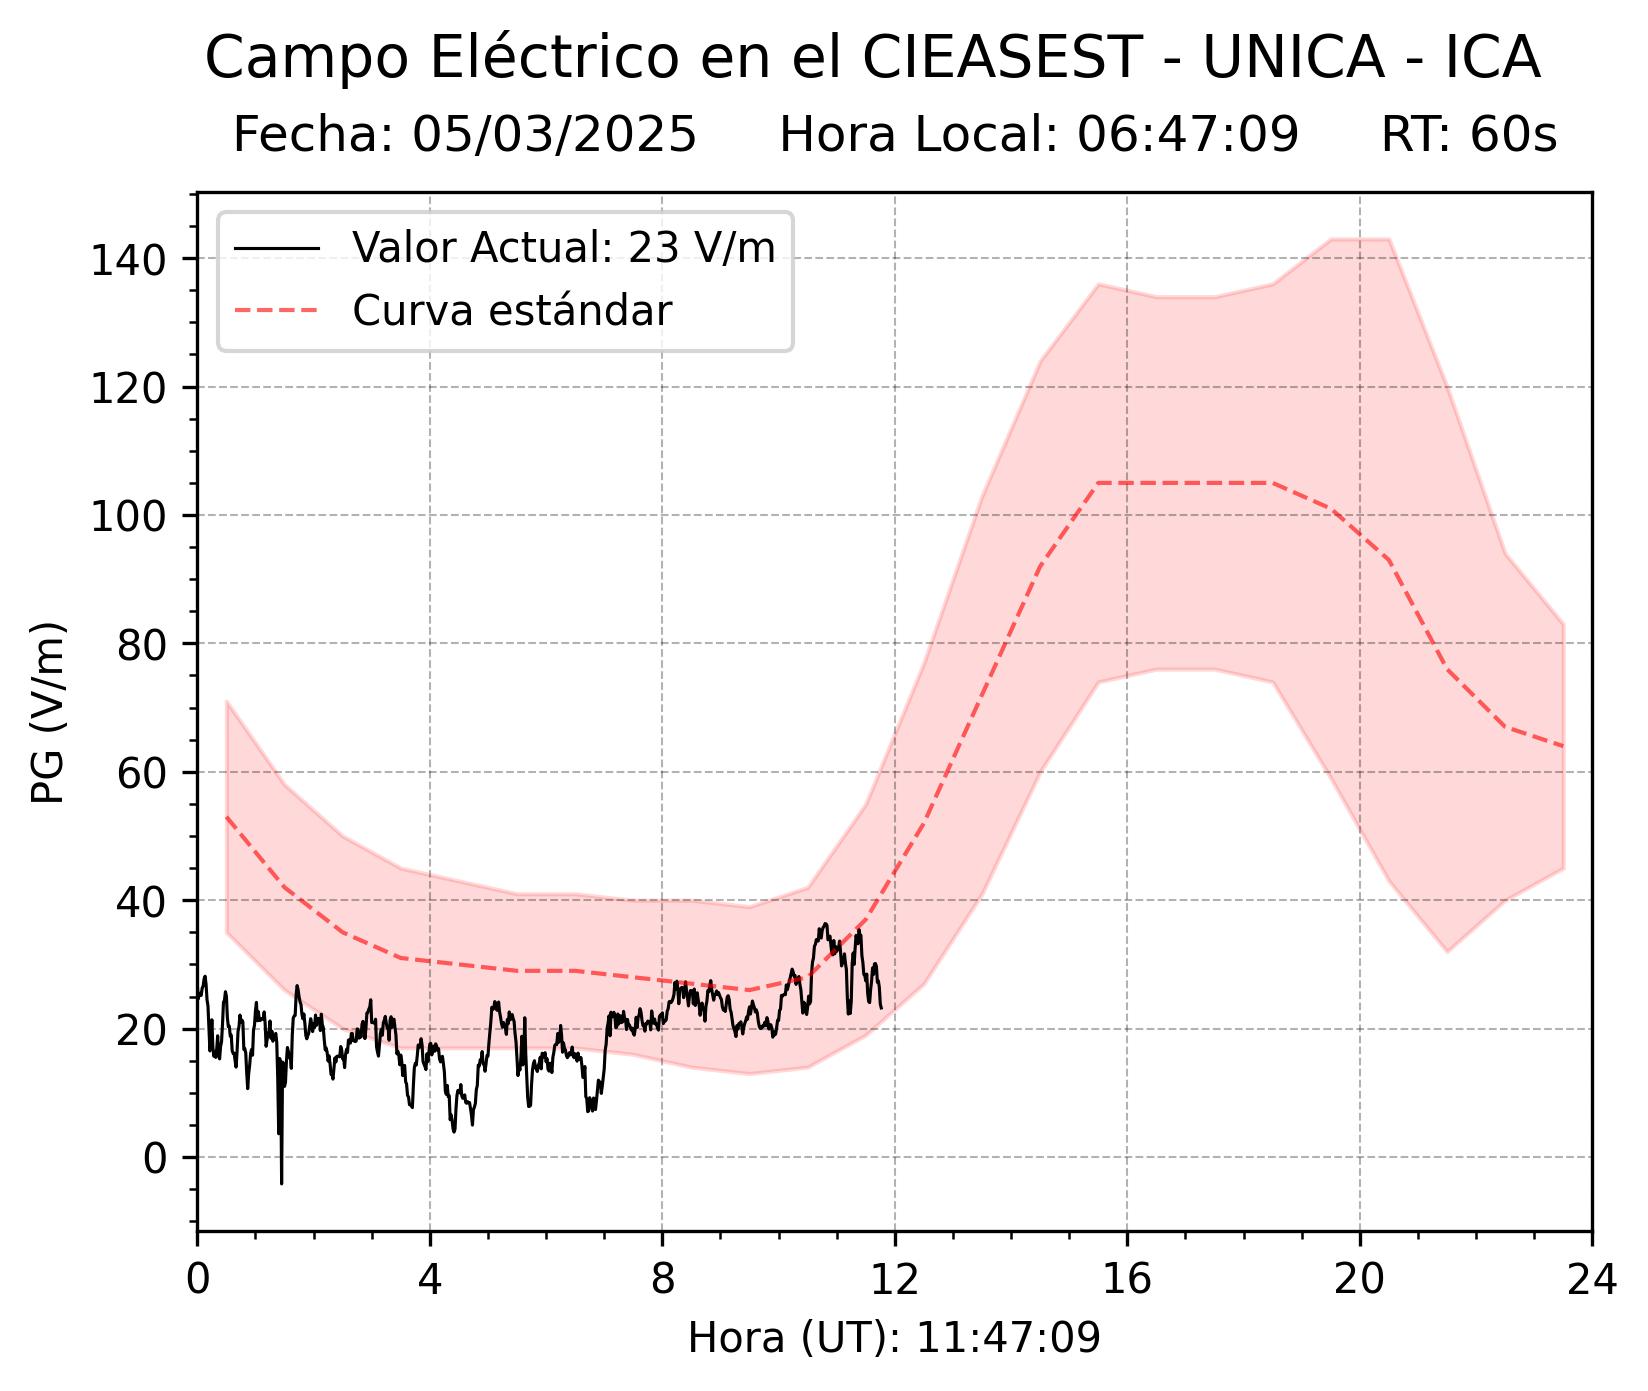 Campo Eléctrico en el CIEASEST - UNICA - ICA
Fecha: 05/03/2025 Hora Local: 06:47:09 RT: 60s
Valor Actual: 23 V/m
Curva estándar
140
120
100
80
60
40
20
0
PG (V/m)
0 4 8 12 16 20 24
Hora (UT): 11:47:09